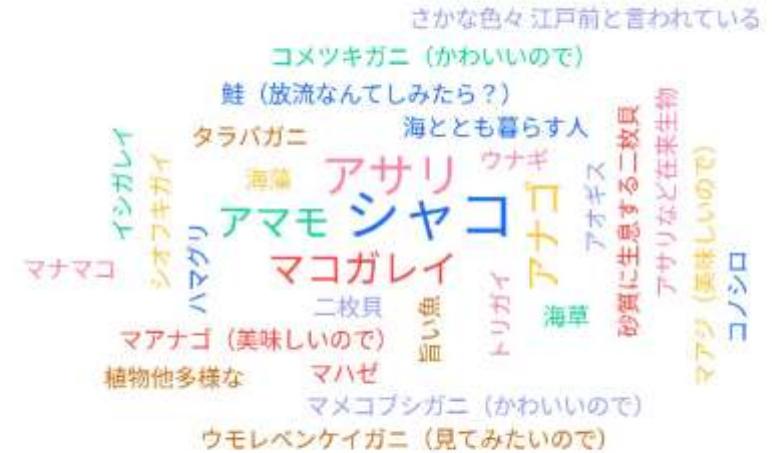 さかな色々 江戸前と言われている
コメツキガニ（かわいいので）
鮭（放流なんてしみたら？）
海ととも暮らす人
タラバガニ
イシガレイ
シオフキガイ
海藻
アサリ
ウナギ
アオギス
砂質に生息する二枚貝
アサリなど在来生物
マアジ（美味しいので）
コノシロ
アマモ
シャコ
アナゴ
ハマグリ
マナマコ
マコガレイ
二枚貝
旨い魚
トリガイ
海草
マアナゴ（美味しいので）
植物他多様な
マハゼ
マメコブシガニ（かわいいので）
ウモレベンケイガニ（見てみたいので）